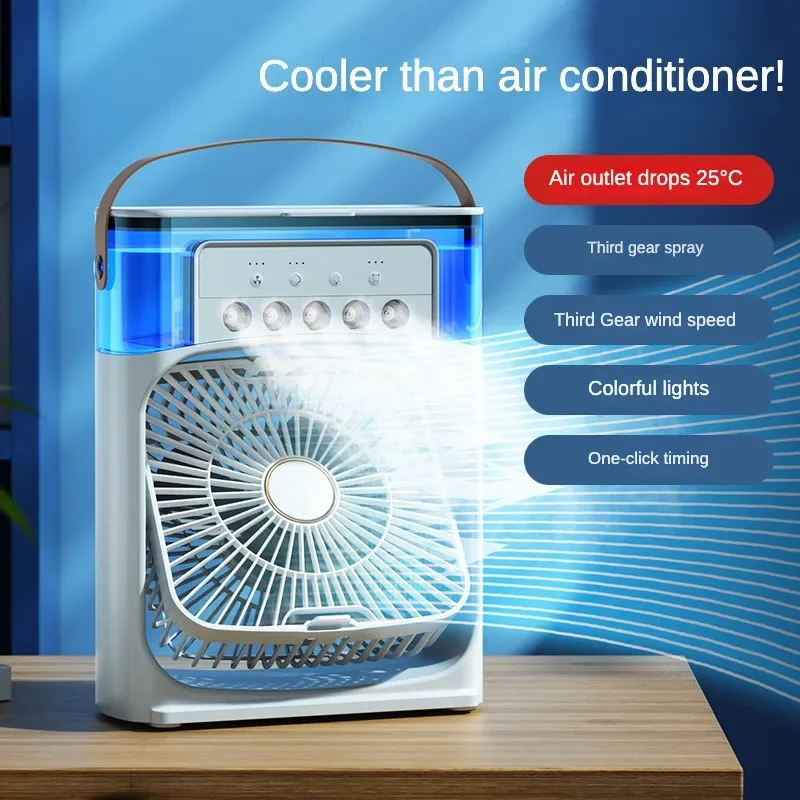 Cooler than air conditioner!
Air outlet drops 25°C
Third gear spray
Third Gear wind speed
Colorful lights
One-click timing